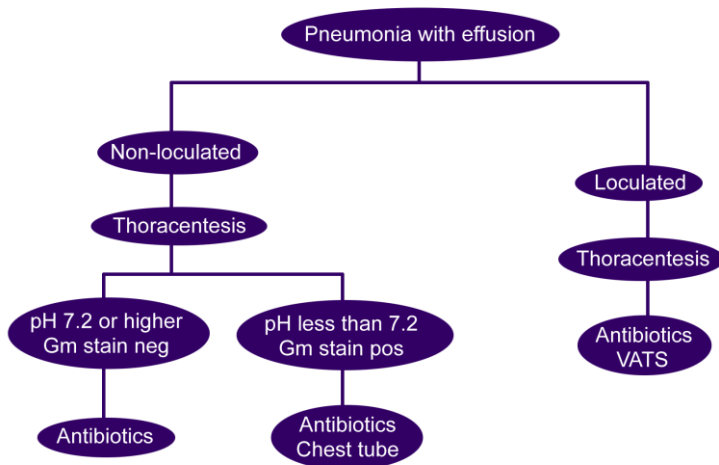 Pneumonia with effusion
Non-loculated
Loculated
Thoracentesis
Thoracentesis
pH 7.2 or higher
Gm stain neg
pH less than 7.2
Gm stain pos
Antibiotics
VATS
Antibiotics
Antibiotics
Chest tube